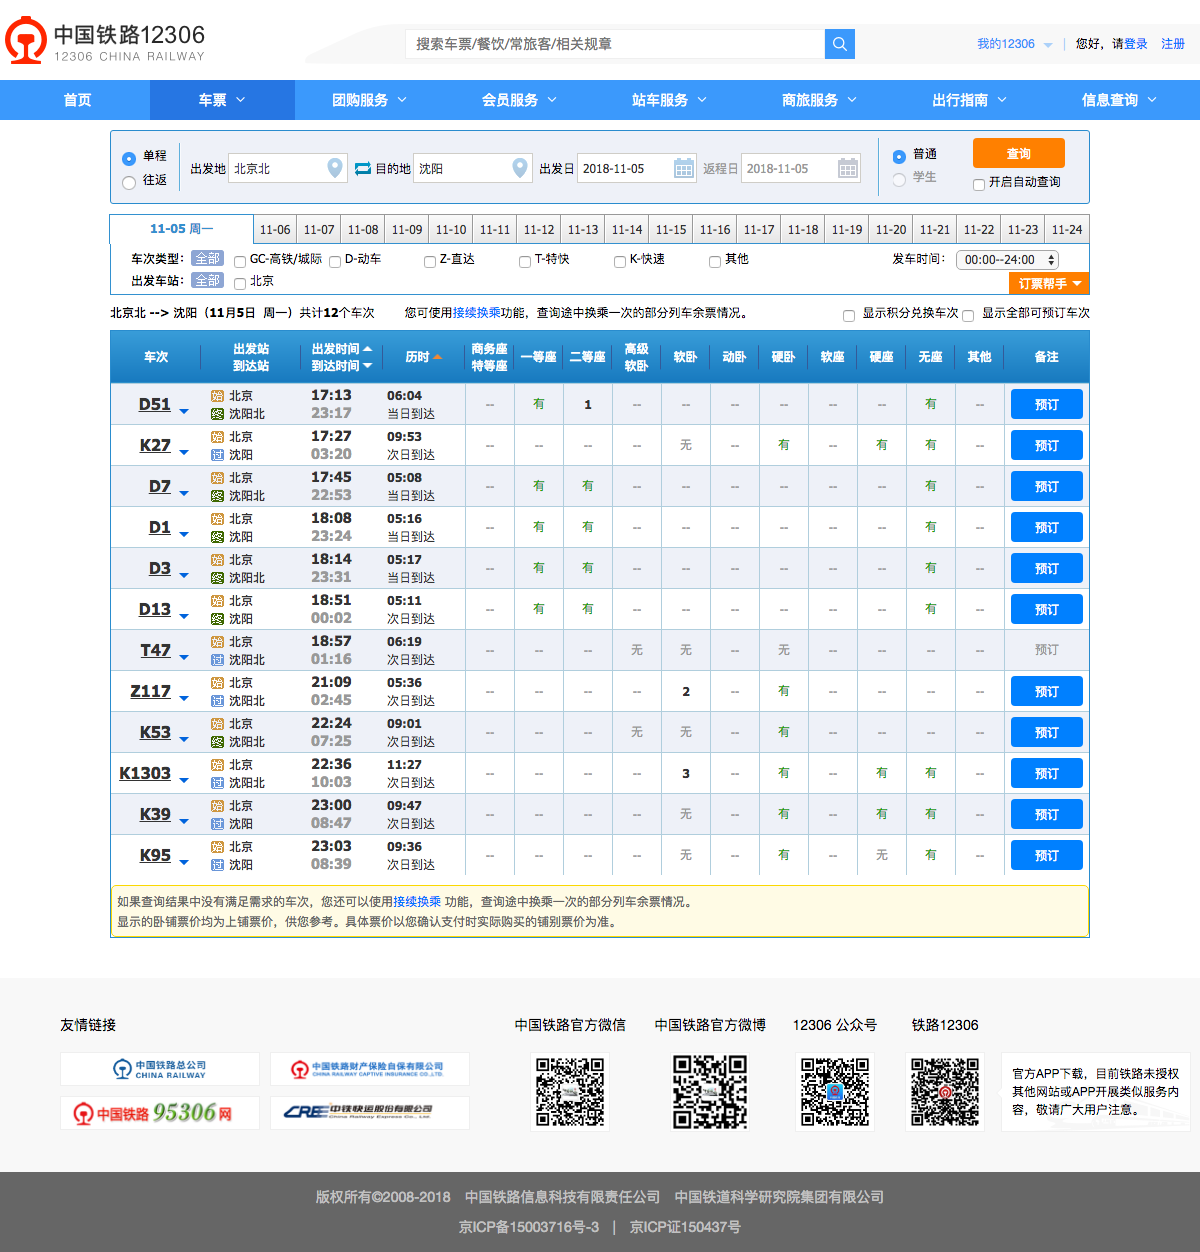 中国铁路12306
12306 CHINA RAILWAY
搜索车票/餐饮/常旅客/相关规章
我的12306 | 您好，请登录 注册
首页 车票 团购服务 会员服务 站车服务 商旅服务 出行指南 信息查询
单程
往返
出发地 北京北 目的地 沈阳 出发日 2018-11-05 返程日 2018-11-05
普通
学生
查询
开启自动查询
11-05 周一 11-06 11-07 11-08 11-09 11-10 11-11 11-12 11-13 11-14 11-15 11-16 11-17 11-18 11-19 11-20 11-21 11-22 11-23 11-24
车次类型： 全部 GC-高铁/城际 D-动车 Z-直达 T-特快 K-快速 其他 发车时间： 00:00--24:00
出发车站： 全部 北京
订票帮手
北京北 --> 沈阳（11月5日 周一）共计12个车次 您可使用接续换乘功能，查询途中换乘一次的部分列车余票情况。 显示积分兑换车次 显示全部可预订车次
车次 出发站 到达站 出发时间 到达时间 历时 商务座 特等座 一等座 二等座 高级软卧 软卧 动卧 硬卧 软座 硬座 无座 其他 备注
D51 始 北京 17:13 06:04 -- 有 1 -- -- -- -- -- -- 有 -- 预订
终 沈阳北 23:17 当日到达
K27 始 北京 17:27 09:53 -- -- -- -- 无 -- 有 -- 有 有 -- 预订
过 沈阳 03:20 次日到达
D7 始 北京 17:45 05:08 -- 有 有 -- -- -- -- -- -- 有 -- 预订
终 沈阳北 22:53 当日到达
D1 始 北京 18:08 05:16 -- 有 有 -- -- -- -- -- -- 有 -- 预订
终 沈阳 23:24 当日到达
D3 始 北京 18:14 05:17 -- 有 有 -- -- -- -- -- -- 有 -- 预订
终 沈阳北 23:31 当日到达
D13 始 北京 18:51 05:11 -- 有 有 -- -- -- -- -- -- 有 -- 预订
终 沈阳 00:02 次日到达
T47 始 北京 18:57 06:19 -- -- -- 无 无 -- 无 -- -- -- -- 预订
过 沈阳北 01:16 次日到达
Z117 始 北京 21:09 05:36 -- -- -- -- 2 -- 有 -- -- -- -- 预订
过 沈阳北 02:45 次日到达
K53 始 北京 22:24 09:01 -- -- -- 无 无 -- 有 -- -- -- -- 预订
终 沈阳北 07:25 次日到达
K1303 始 北京 22:36 11:27 -- -- -- -- 3 -- 有 -- 有 有 -- 预订
过 沈阳北 10:03 次日到达
K39 始 北京 23:00 09:47 -- -- -- -- 无 -- 有 -- 有 有 -- 预订
过 沈阳 08:47 次日到达
K95 始 北京 23:03 09:36 -- -- -- -- 无 -- 有 -- 无 有 -- 预订
过 沈阳 08:39 次日到达
如果查询结果中没有满足需求的车次，您还可以使用接续换乘 功能，查询途中换乘一次的部分列车余票情况。
显示的卧铺票价均为上铺票价，供您参考。具体票价以您确认支付时实际购买的铺别票价为准。
友情链接 中国铁路官方微信 中国铁路官方微博 12306 公众号 铁路12306
中国铁路总公司
CHINA RAILWAY
中国铁路财产保险自保有限公司
CHINA RAILWAY CAPTIVE INSURANCE CO.,LTD.
中国铁路 95306 网
CRE 中铁快运股份有限公司
China Railway Express Co., Ltd.
官方APP下载，目前铁路未授权
其他网站或APP开展类似服务内
容，敬请广大用户注意。
版权所有©2008-2018 中国铁路信息科技有限责任公司 中国铁道科学研究院集团有限公司
京ICP备15003716号-3 | 京ICP证150437号